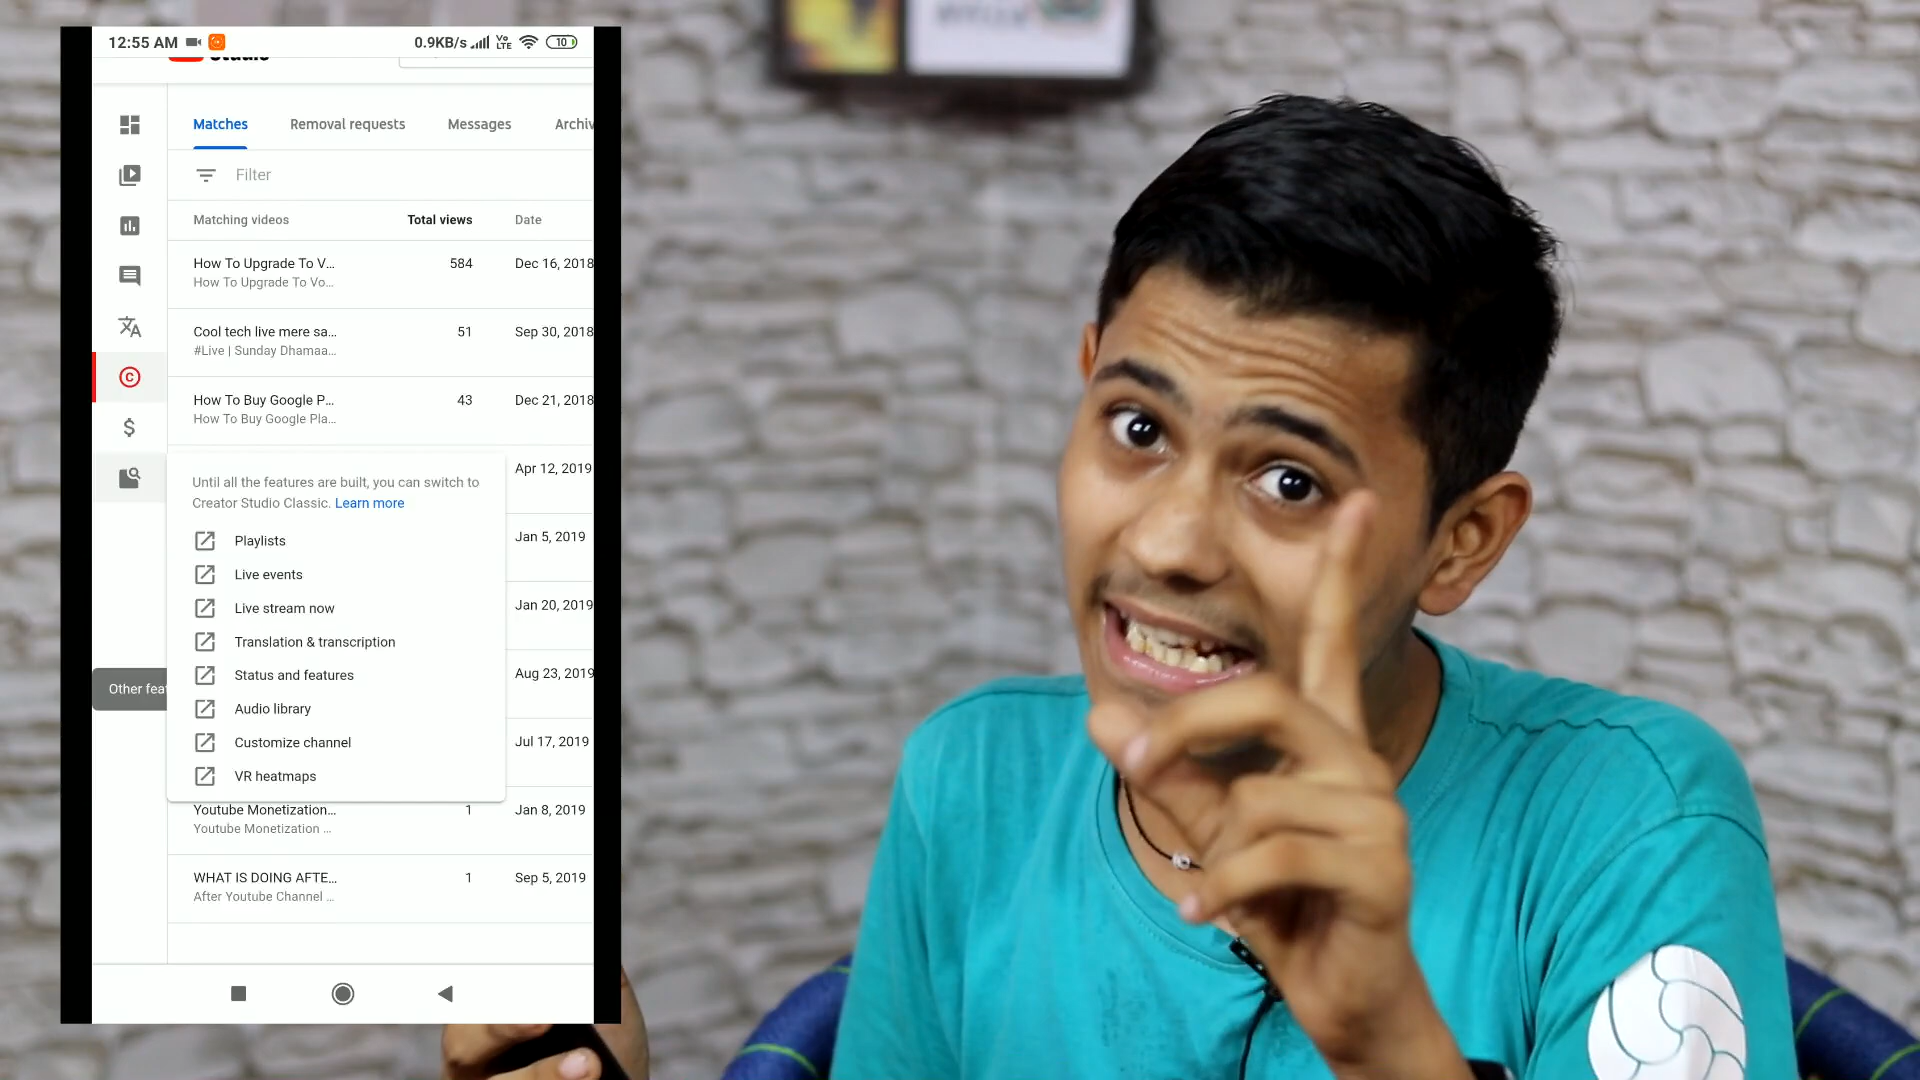 12:55 AM
0.9KB/s
Vo LTE
10
Studio
Matches
Removal requests
Messages
Archiv
Filter
Matching videos
Total views
Date
How To Upgrade To V...
584
Dec 16, 2018
How To Upgrade To Vo...
Cool tech live mere sa...
51
Sep 30, 2018
#Live | Sunday Dhamaa...
How To Buy Google P...
43
Dec 21, 2018
How To Buy Google Pla...
Apr 12, 2019
Until all the features are built, you can switch to
Creator Studio Classic. Learn more
Jan 5, 2019
Playlists
Live events
Live stream now
Jan 20, 2019
Translation & transcription
Status and features
Aug 23, 2019
Other fea
Audio library
Customize channel
Jul 17, 2019
VR heatmaps
Youtube Monetization...
1
Jan 8, 2019
Youtube Monetization ...
WHAT IS DOING AFTE...
1
Sep 5, 2019
After Youtube Channel ...